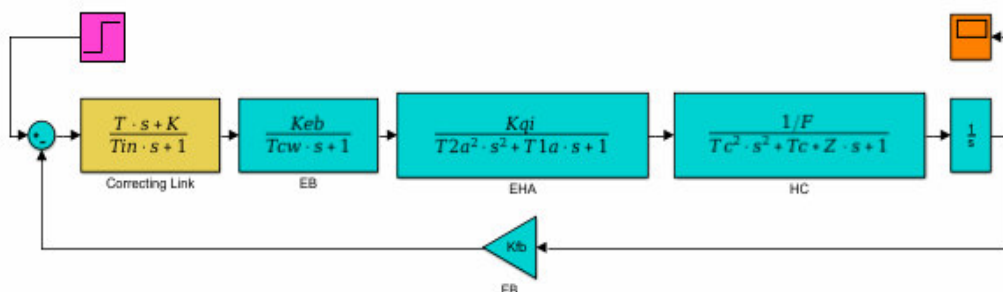 T · s + K
Tin · s + 1
Correcting Link
Keb
Tcw · s + 1
EB
Kqi
T2a² · s² + T1a · s + 1
EHA
1/F
Tc² · s² + Tc * Z · s + 1
HC
1
s
Kfb
FB